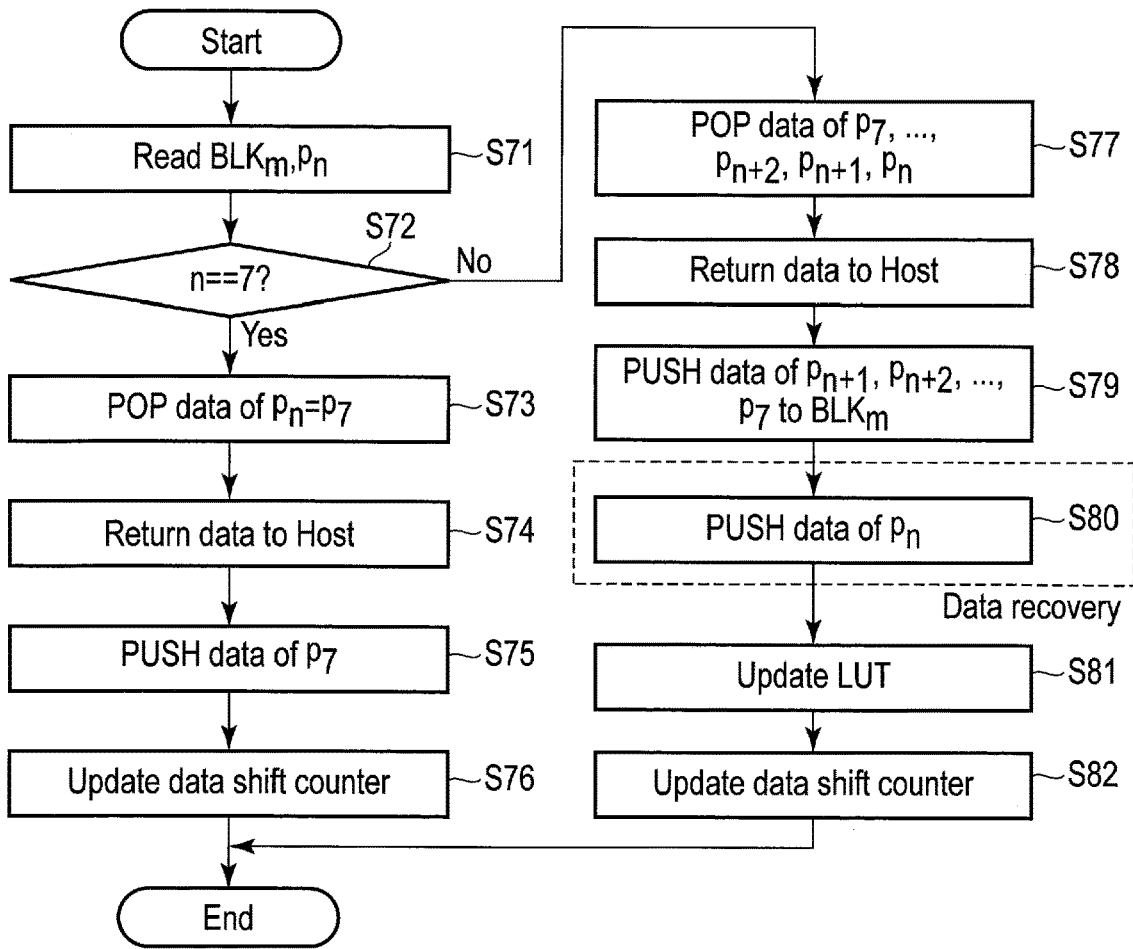 Start
Read BLKm,pn
S71
S72
n==7?
No
Yes
POP data of pn=p7
S73
Return data to Host
S74
PUSH data of p7
S75
Update data shift counter
S76
End
POP data of p7, ...,
pn+2, pn+1, pn
S77
Return data to Host
S78
PUSH data of pn+1, pn+2, ...,
p7 to BLKm
S79
PUSH data of pn
S80
Data recovery
Update LUT
S81
Update data shift counter
S82